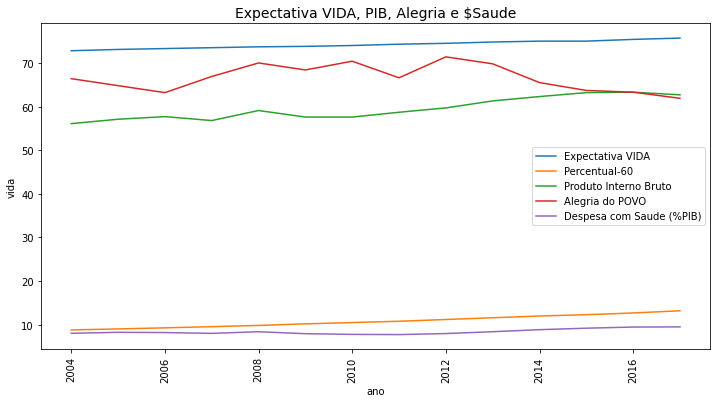 Expectativa VIDA, PIB, Alegria e $Saude
vida
70
60
50
40
30
20
10
Expectativa VIDA
Percentual-60
Produto Interno Bruto
Alegria do POVO
Despesa com Saude (%PIB)
2004
2006
2008
2010
2012
2014
2016
ano